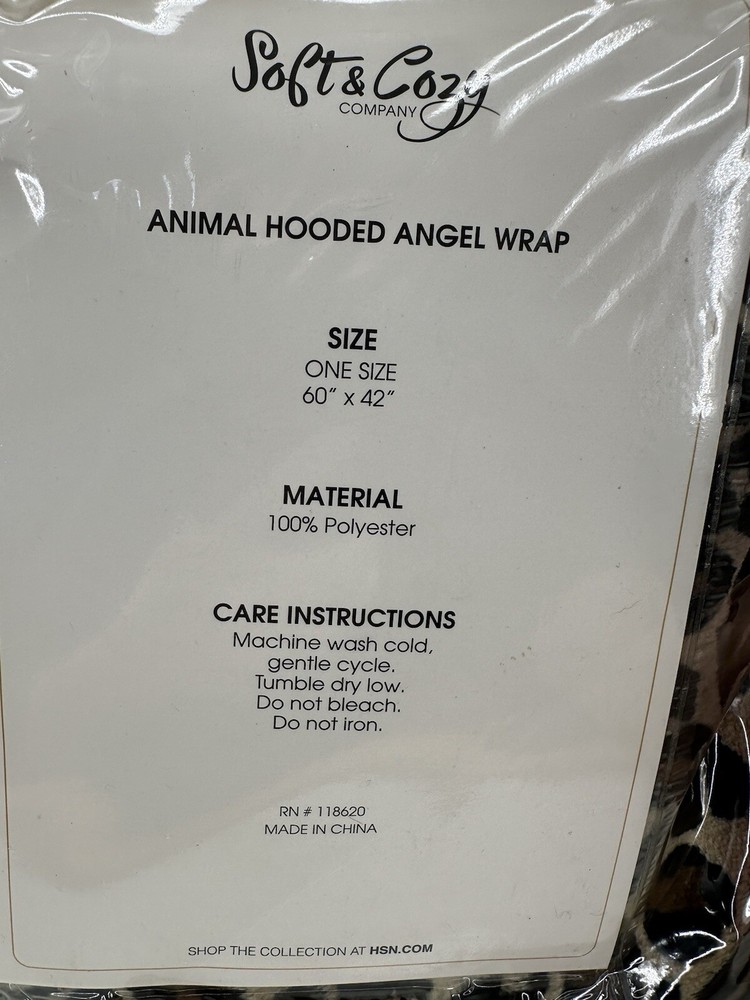 Soft & Cozy
COMPANY
ANIMAL HOODED ANGEL WRAP
SIZE
ONE SIZE
60" x 42"
MATERIAL
100% Polyester
CARE INSTRUCTIONS
Machine wash cold,
gentle cycle.
Tumble dry low.
Do not bleach.
Do not iron.
RN # 118620
MADE IN CHINA
SHOP THE COLLECTION AT HSN.COM